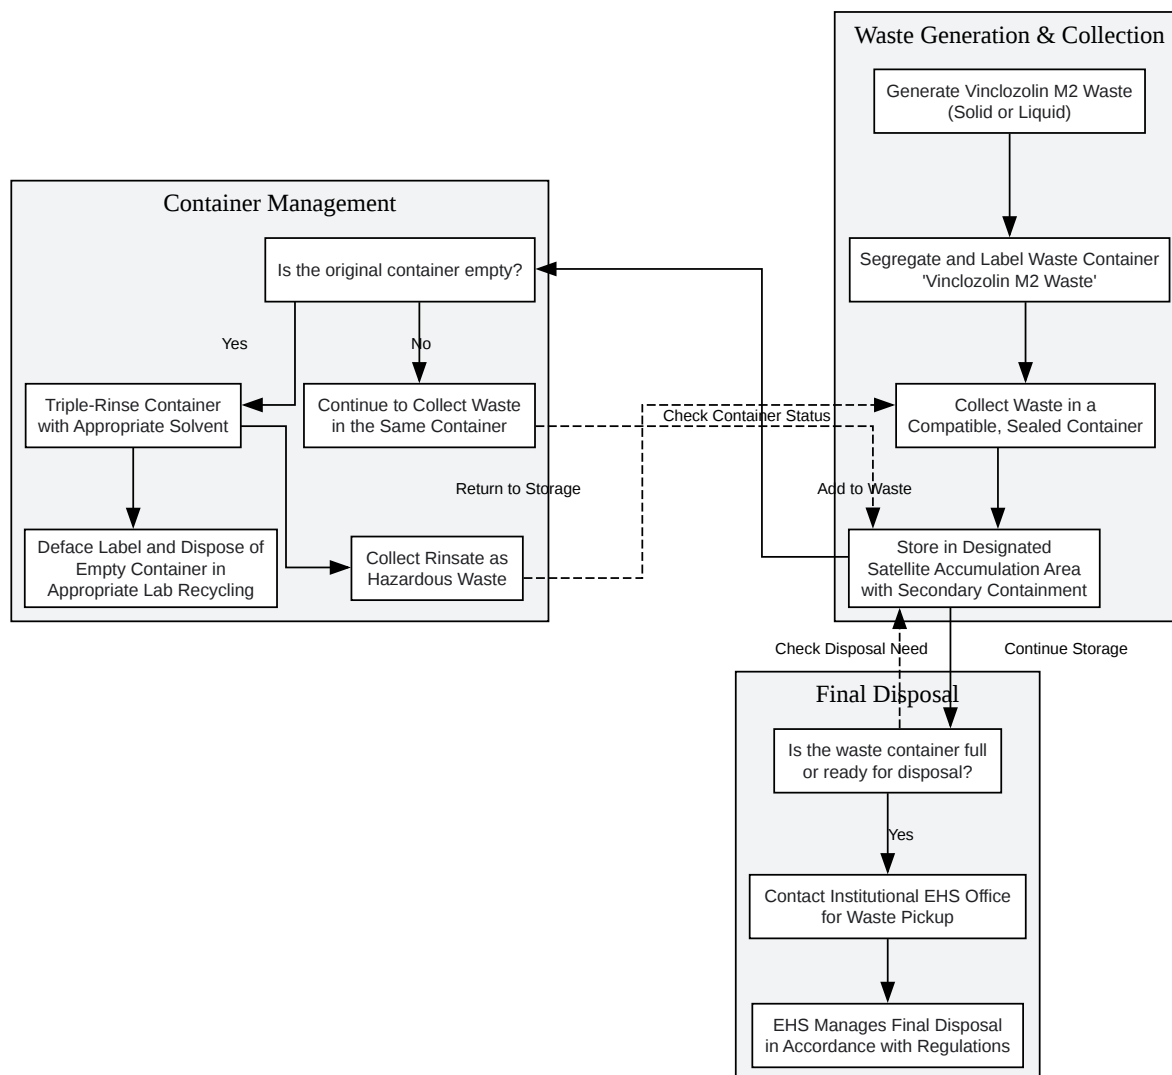 Waste Generation & Collection
Generate Vinclozolin M2 Waste
(Solid or Liquid)
Segregate and Label Waste Container
'Vinclozolin M2 Waste'
Collect Waste in a
Compatible, Sealed Container
Store in Designated
Satellite Accumulation Area
with Secondary Containment
Container Management
Is the original container empty?
Yes
No
Triple-Rinse Container
with Appropriate Solvent
Continue to Collect Waste
in the Same Container
Check Container Status
Return to Storage
Add to Waste
Deface Label and Dispose of
Empty Container in
Appropriate Lab Recycling
Collect Rinsate as
Hazardous Waste
Check Disposal Need
Continue Storage
Final Disposal
Is the waste container full
or ready for disposal?
Yes
Contact Institutional EHS Office
for Waste Pickup
EHS Manages Final Disposal
in Accordance with Regulations